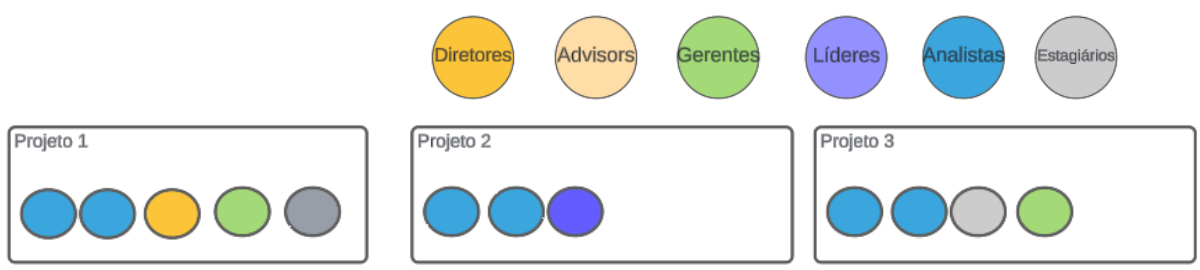 Diretores
Advisors
Gerentes
Líderes
Analistas
Estagiários
Projeto 1
Projeto 2
Projeto 3